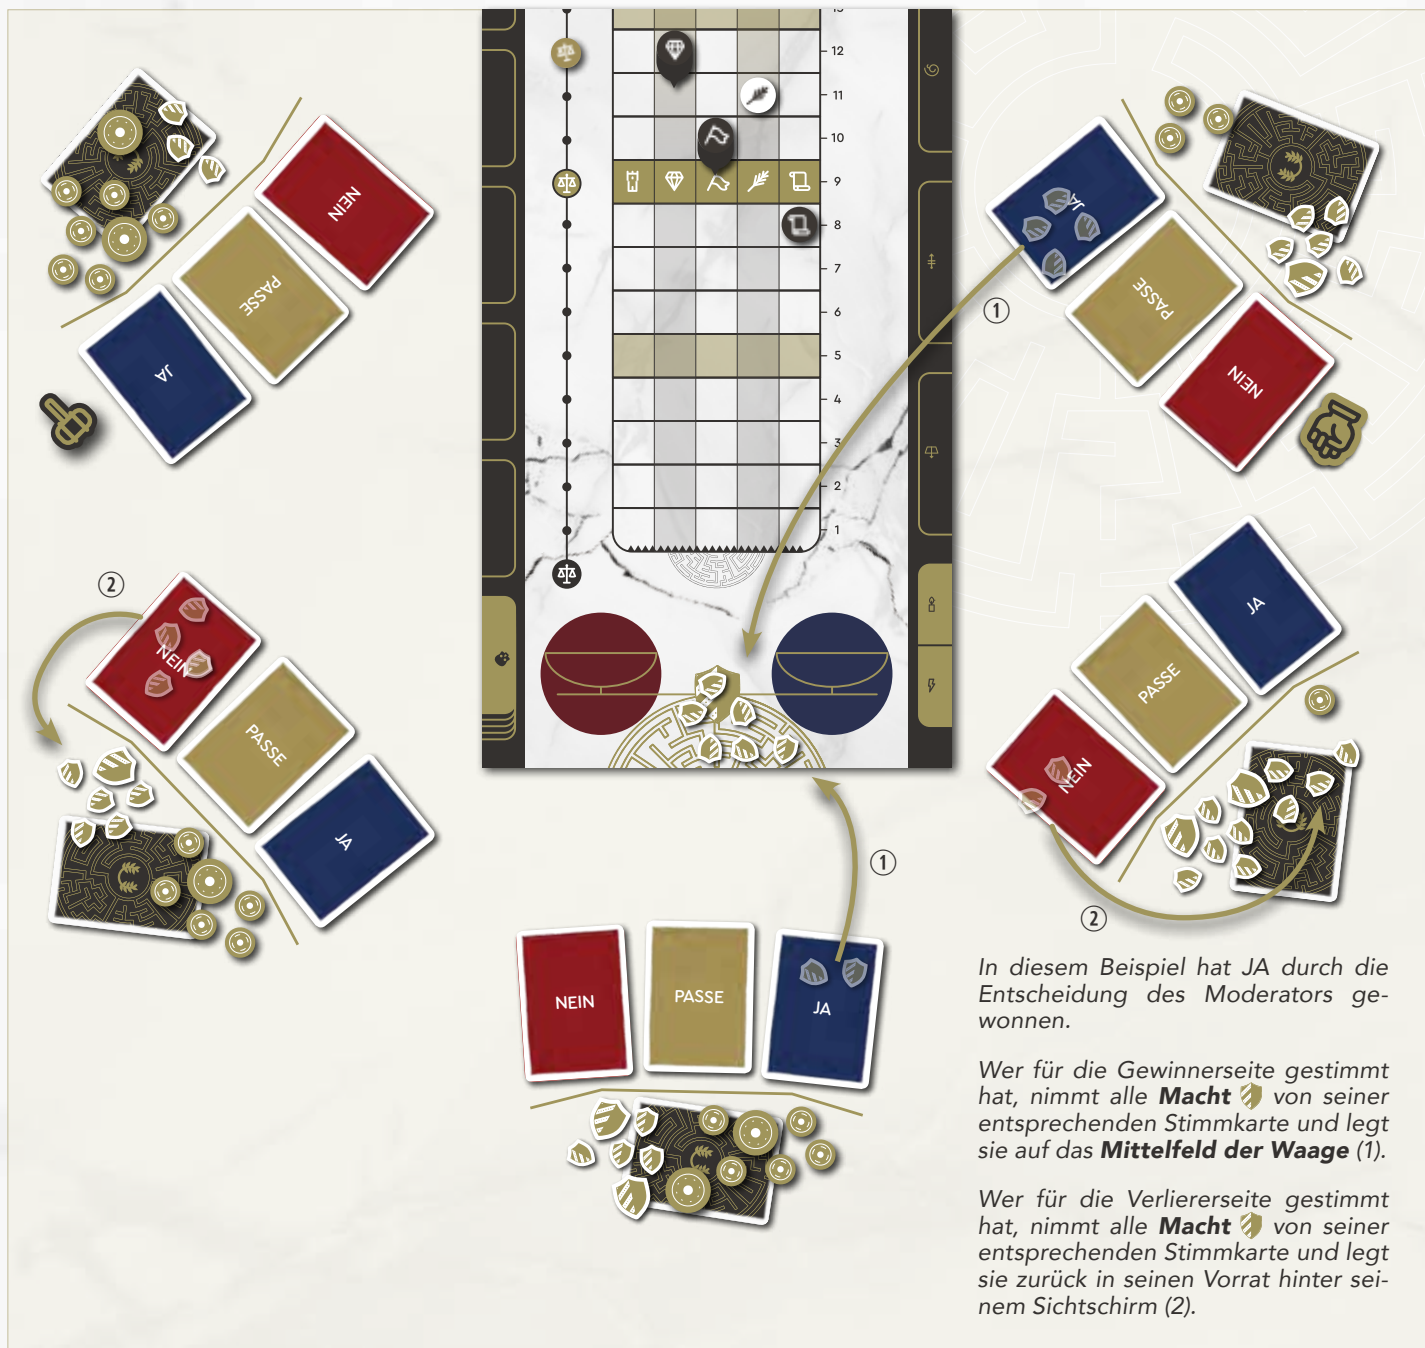 13
12
11
10
9
8
7
6
5
4
3
2
1
NEIN
PASSE
JA
JA
PASSE
NEIN
1
2
NEIN
PASSE
JA
JA
PASSE
NEIN
2
1
NEIN
PASSE
JA
In diesem Beispiel hat JA durch die
Entscheidung des Moderators ge-
wonnen.
Wer für die Gewinnerseite gestimmt
hat, nimmt alle Macht von seiner
entsprechenden Stimmkarte und legt
sie auf das Mittelfeld der Waage (1).
Wer für die Verliererseite gestimmt
hat, nimmt alle Macht von seiner
entsprechenden Stimmkarte und legt
sie zurück in seinen Vorrat hinter sei-
nem Sichtschirm (2).